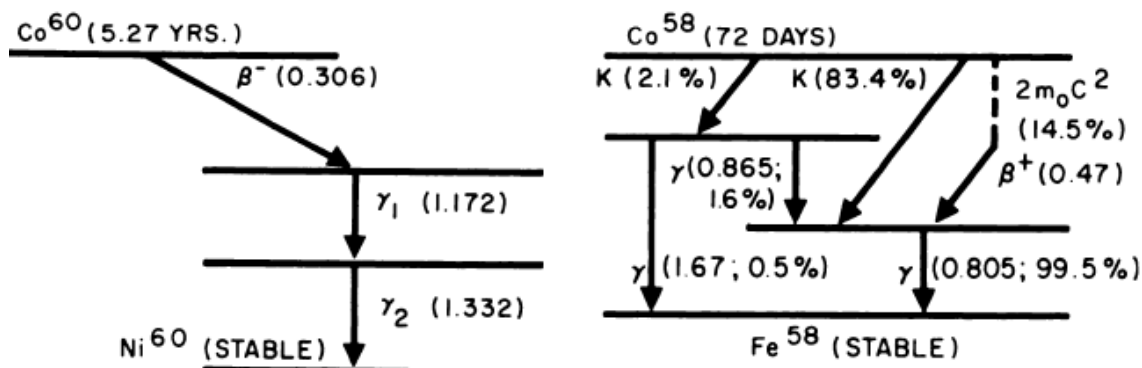 Co⁶⁰ (5.27 YRS.)
β⁻ (0.306)
γ₁ (1.172)
γ₂ (1.332)
Ni⁶⁰ (STABLE)
Co⁵⁸ (72 DAYS)
K (2.1%)
K (83.4%)
2m₀C²
(14.5%)
β⁺ (0.47)
γ (0.865;
1.6%)
γ (1.67; 0.5%)
γ (0.805; 99.5%)
Fe⁵⁸ (STABLE)